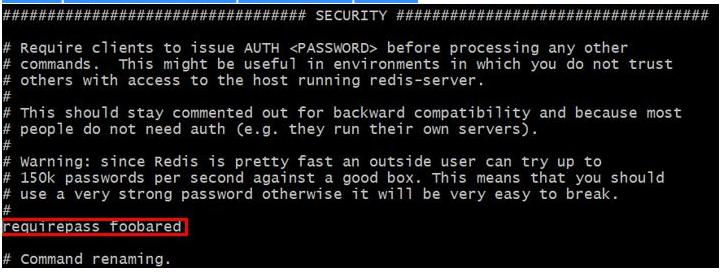 ################################## SECURITY ###################################
# Require clients to issue AUTH <PASSWORD> before processing any other
# commands.  This might be useful in environments in which you do not trust
# others with access to the host running redis-server.
#
# This should stay commented out for backward compatibility and because most
# people do not need auth (e.g. they run their own servers).
#
# Warning: since Redis is pretty fast an outside user can try up to
# 150k passwords per second against a good box. This means that you should
# use a very strong password otherwise it will be very easy to break.
#
requirepass foobared
# Command renaming.